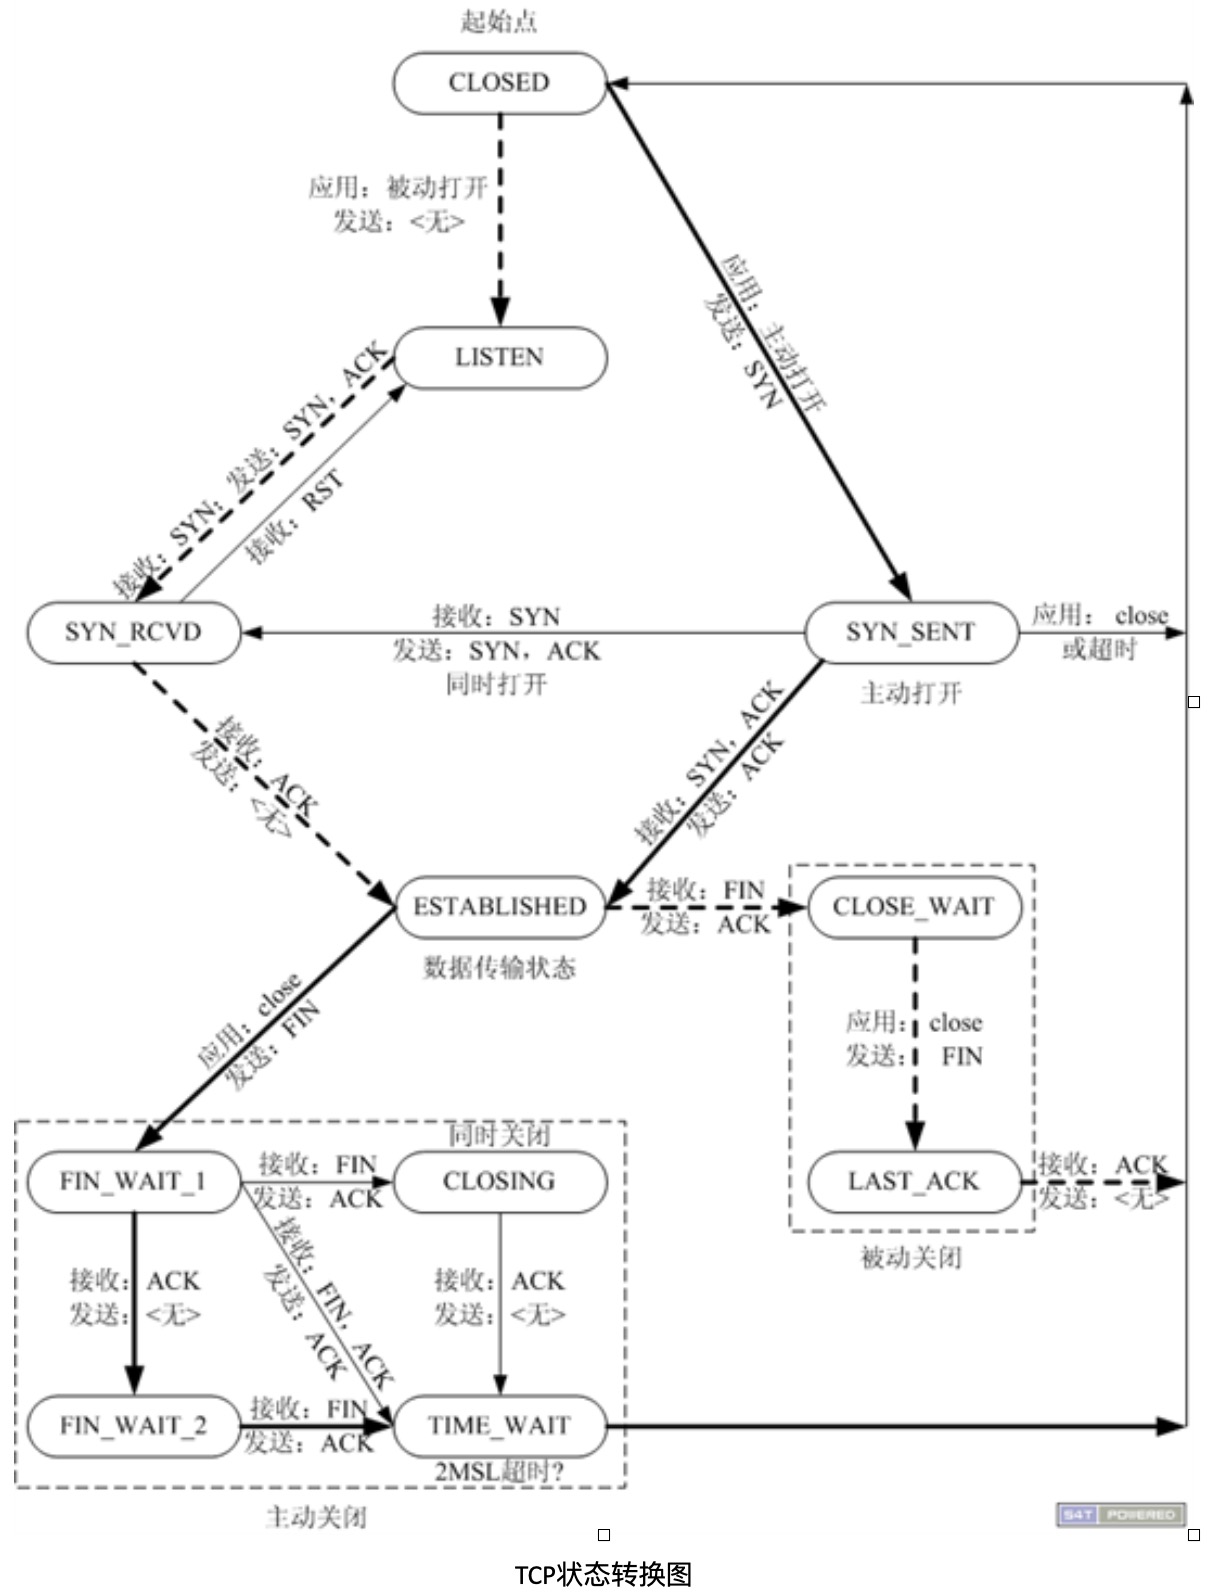 起始点
CLOSED
应用：被动打开
发送：<无>
应用：主动打开
发送：SYN
LISTEN
接收：SYN；发送：SYN，ACK
接收：RST
SYN_RCVD
接收：SYN
发送：SYN，ACK
同时打开
SYN_SENT
主动打开
应用： close
或超时
接收：ACK
发送：<无>
接收：SYN，ACK
发送：ACK
ESTABLISHED
数据传输状态
接收：FIN
发送：ACK
CLOSE_WAIT
应用： close
发送： FIN
LAST_ACK
接收：ACK
发送：<无>
被动关闭
应用：close
发送：FIN
同时关闭
FIN_WAIT_1
接收：FIN
发送：ACK
CLOSING
接收：ACK
发送：<无>
接收：FIN，ACK
发送：ACK
接收：ACK
发送：<无>
FIN_WAIT_2
接收：FIN
发送：ACK
TIME_WAIT
2MSL超时?
主动关闭
S4T POWERED
TCP状态转换图